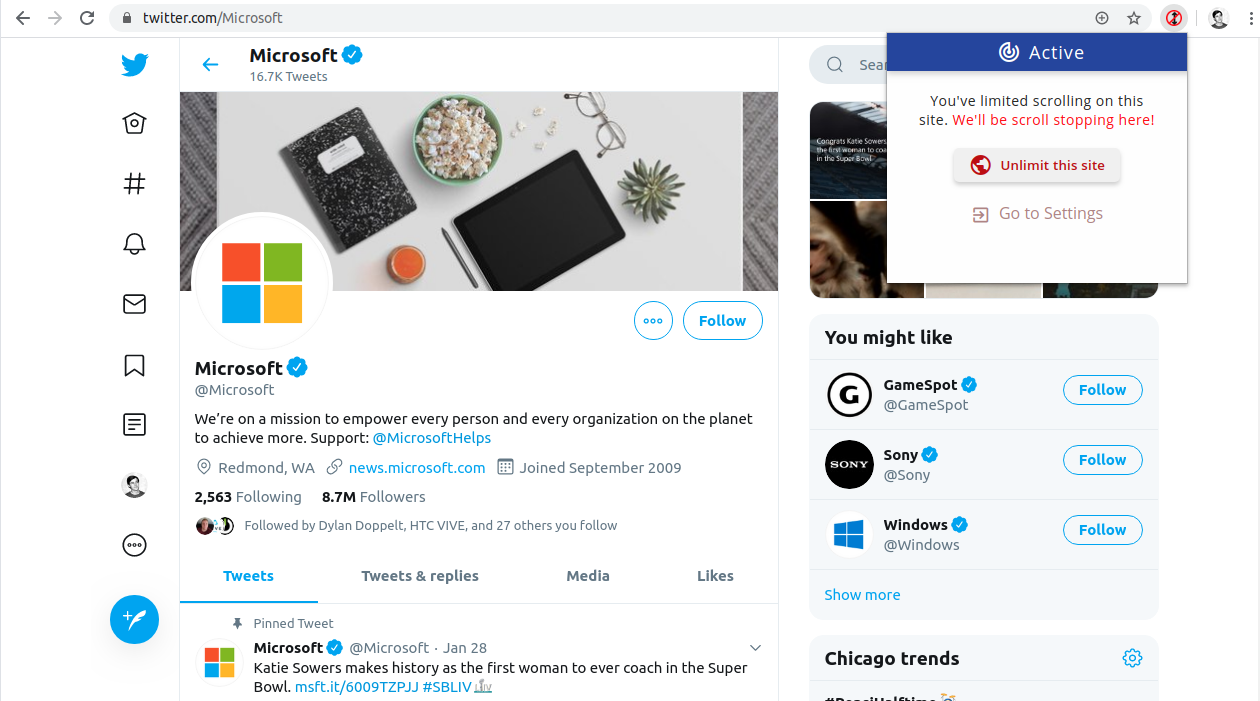 twitter.com/Microsoft
Microsoft
16.7K Tweets
Microsoft
@Microsoft
We're on a mission to empower every person and every organization on the planet
to achieve more. Support: @MicrosoftHelps
Redmond, WA news.microsoft.com Joined September 2009
2,563 Following 8.7M Followers
Followed by Dylan Doppelt, HTC VIVE, and 27 others you follow
Follow
Tweets Tweets & replies Media Likes
Pinned Tweet
Microsoft @Microsoft · Jan 28
Katie Sowers makes history as the first woman to ever coach in the Super
Bowl. msft.it/6009TZPJJ #SBLIV
Active
You've limited scrolling on this
site. We'll be scroll stopping here!
Unlimit this site
Go to Settings
Congrats Katie Sowers
the first woman to
in the Super Bowl
You might like
GameSpot
@GameSpot
Follow
SONY
Sony
@Sony
Follow
Windows
@Windows
Follow
Show more
Chicago trends